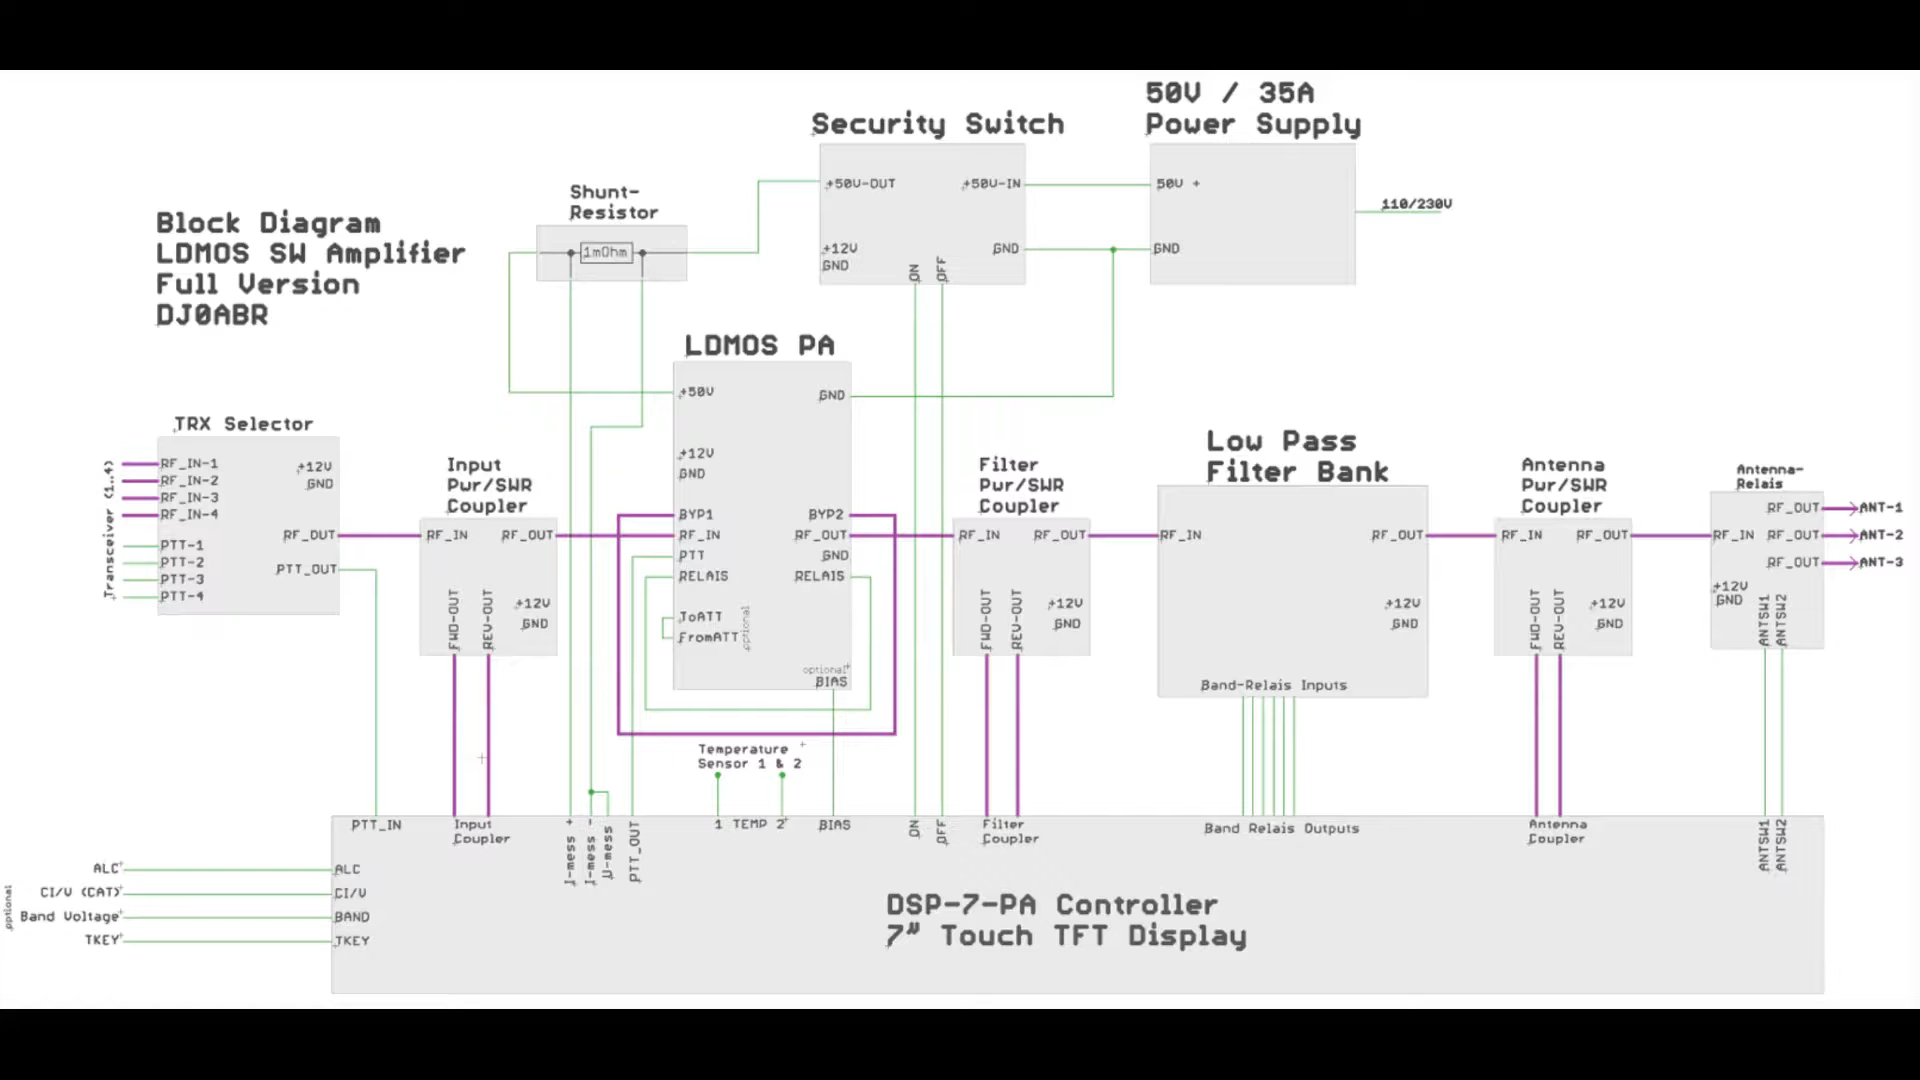 50V / 35A
Power Supply
50V +
GND
110/230V
Security Switch
+50V-OUT
+50V-IN
+12V
GND
GND
ON
OFF
Shunt-
Resistor
1mOhm
Block Diagram
LDMOS SW Amplifier
Full Version
DJ0ABR
LDMOS PA
+50V
GND
+12V
GND
BYP1
BYP2
RF_IN
RF_OUT
PTT
GND
RELAIS
RELAIS
ToATT
FromATT
optional
optional
BIAS
TRX Selector
Transceiver (1..4)
RF_IN-1
RF_IN-2
RF_IN-3
RF_IN-4
PTT-1
PTT-2
PTT-3
PTT-4
+12V
GND
RF_OUT
PTT_OUT
Input
Pwr/SWR
Coupler
RF_IN
RF_OUT
FWD-OUT
REV-OUT
+12V
GND
Filter
Pwr/SWR
Coupler
RF_IN
RF_OUT
FWD-OUT
REV-OUT
+12V
GND
Low Pass
Filter Bank
RF_IN
RF_OUT
+12V
GND
Band-Relais Inputs
Antenna
Pwr/SWR
Coupler
RF_IN
RF_OUT
FWD-OUT
REV-OUT
+12V
GND
Antenna-
Relais
RF_OUT
ANT-1
RF_IN
RF_OUT
ANT-2
RF_OUT
ANT-3
+12V
GND
ANTSW1
ANTSW2
Temperature
Sensor 1 & 2
PTT_IN
Input
Coupler
I-mess +
I-mess -
U-mess
PTT_OUT
1 TEMP 2
BIAS
ON
OFF
Filter
Coupler
Band Relais Outputs
Antenna
Coupler
ANTSW1
ANTSW2
optional
ALC
ALC
CI/V (CAT)
CI/V
Band Voltage
BAND
TKEY
TKEY
DSP-7-PA Controller
7" Touch TFT Display